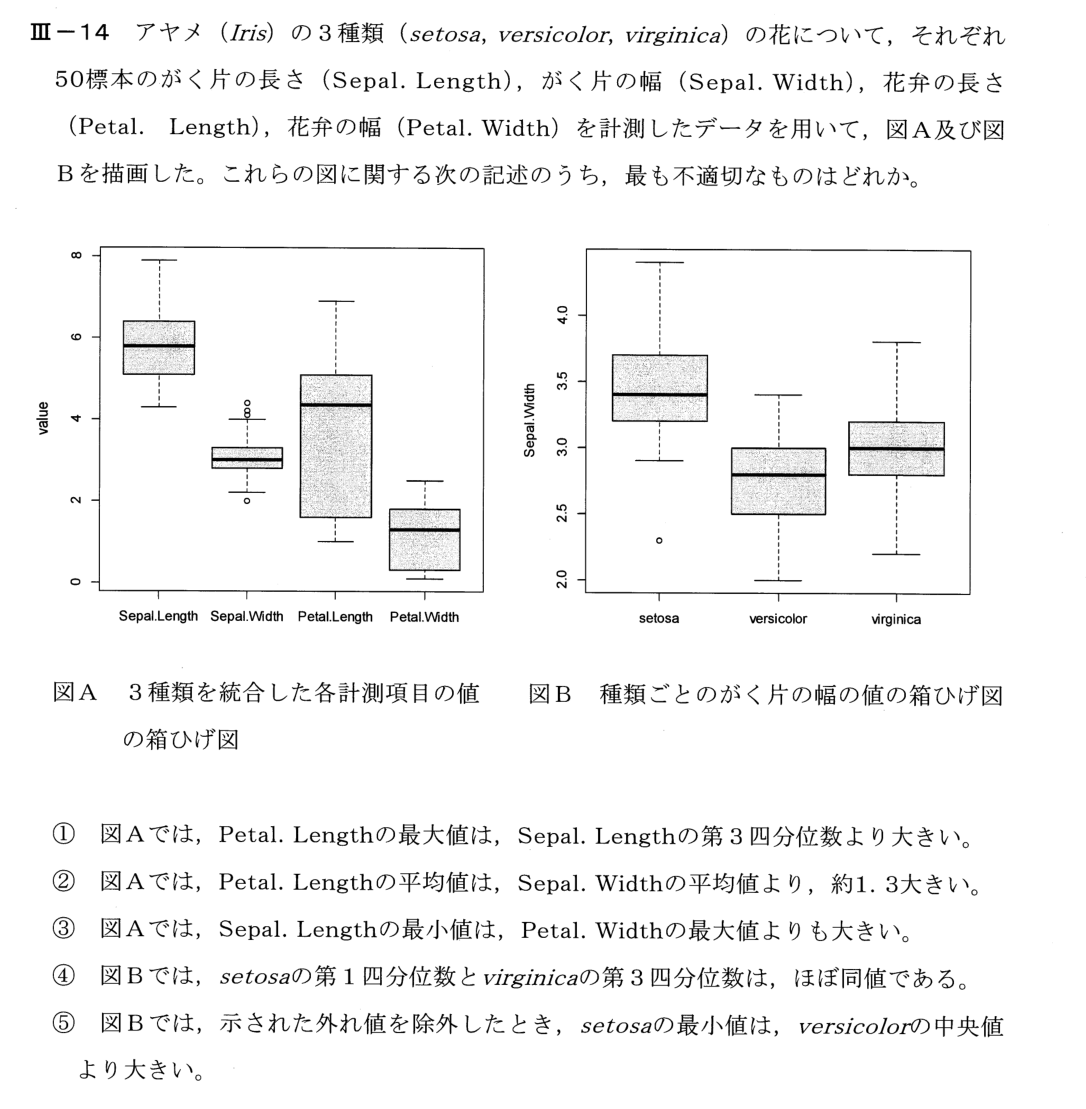 Ⅲ－14　アヤメ（Iris）の３種類（setosa, versicolor, virginica）の花について，それぞれ
50標本のがく片の長さ（Sepal. Length），がく片の幅（Sepal. Width），花弁の長さ
（Petal.　Length），花弁の幅（Petal. Width）を計測したデータを用いて，図Ａ及び図
Ｂを描画した。これらの図に関する次の記述のうち，最も不適切なものはどれか。
value
8
6
4
2
0
Sepal.Length Sepal.Width Petal.Length Petal.Width
Sepal.Width
4.0
3.5
3.0
2.5
2.0
setosa versicolor virginica
図Ａ　３種類を統合した各計測項目の値
の箱ひげ図
図Ｂ　種類ごとのがく片の幅の値の箱ひげ図
①　図Ａでは，Petal. Lengthの最大値は，Sepal. Lengthの第３四分位数より大きい。
②　図Ａでは，Petal. Lengthの平均値は，Sepal. Widthの平均値より，約1. 3大きい。
③　図Ａでは，Sepal. Lengthの最小値は，Petal. Widthの最大値よりも大きい。
④　図Ｂでは，setosaの第１四分位数とvirginicaの第３四分位数は，ほぼ同値である。
⑤　図Ｂでは，示された外れ値を除外したとき，setosaの最小値は，versicolorの中央値
より大きい。